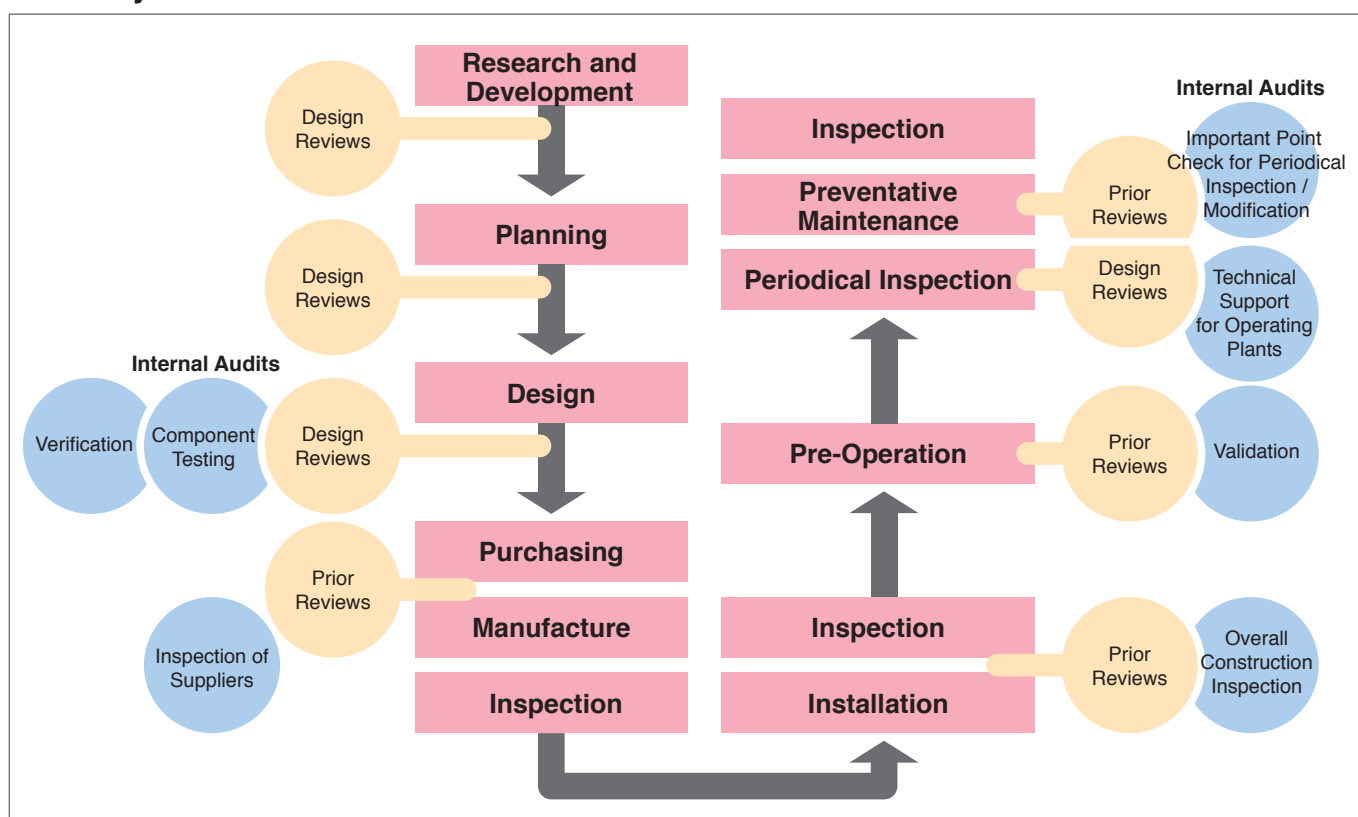 Research and
Development
Design
Reviews
Planning
Design
Reviews
Internal Audits
Design
Verification
Component
Testing
Design
Reviews
Purchasing
Prior
Reviews
Manufacture
Inspection of
Suppliers
Inspection
Internal Audits
Inspection
Important Point
Check for Periodical
Inspection /
Modification
Preventative
Maintenance
Prior
Reviews
Periodical Inspection
Design
Reviews
Technical
Support
for Operating
Plants
Pre-Operation
Prior
Reviews
Validation
Inspection
Prior
Reviews
Overall
Construction
Inspection
Installation